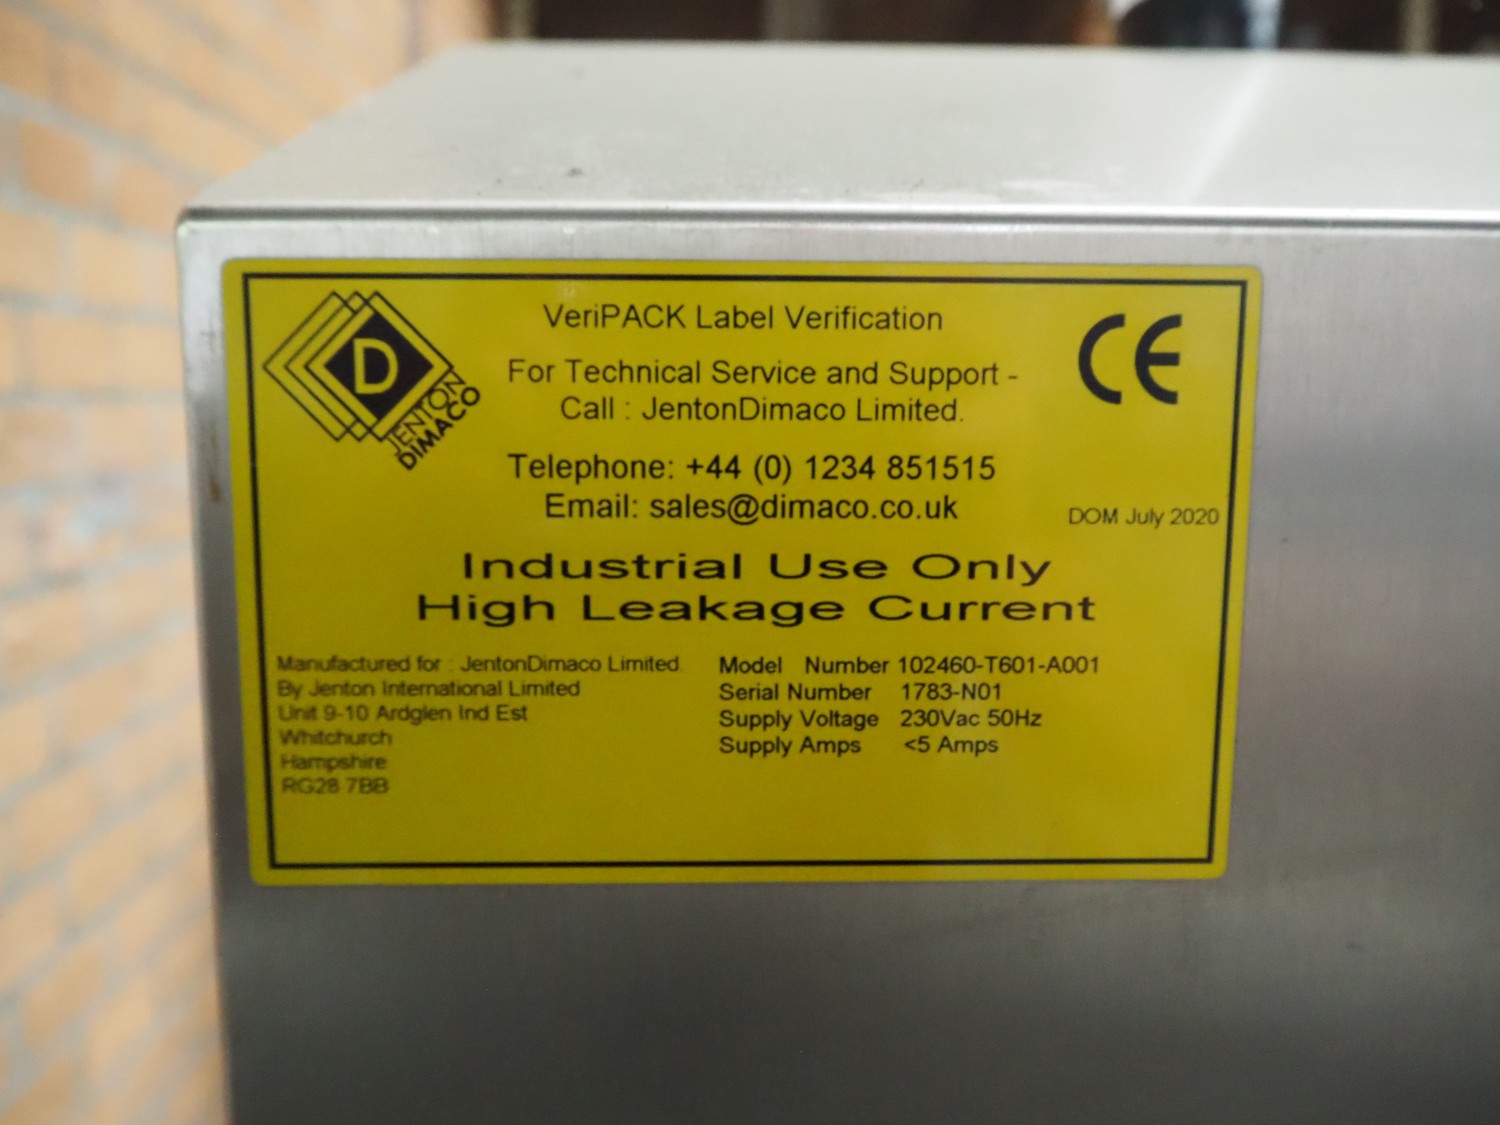 D
JENTON
DIMACO
VeriPACK Label Verification
For Technical Service and Support -
Call : JentonDimaco Limited.
Telephone: +44 (0) 1234 851515
Email: sales@dimaco.co.uk
CE
DOM July 2020
Industrial Use Only
High Leakage Current
Manufactured for : JentonDimaco Limited.
By Jenton International Limited
Unit 9-10 Ardglen Ind Est
Whitchurch
Hampshire
RG28 7BB
Model Number 102460-T601-A001
Serial Number 1783-N01
Supply Voltage 230Vac 50Hz
Supply Amps <5 Amps